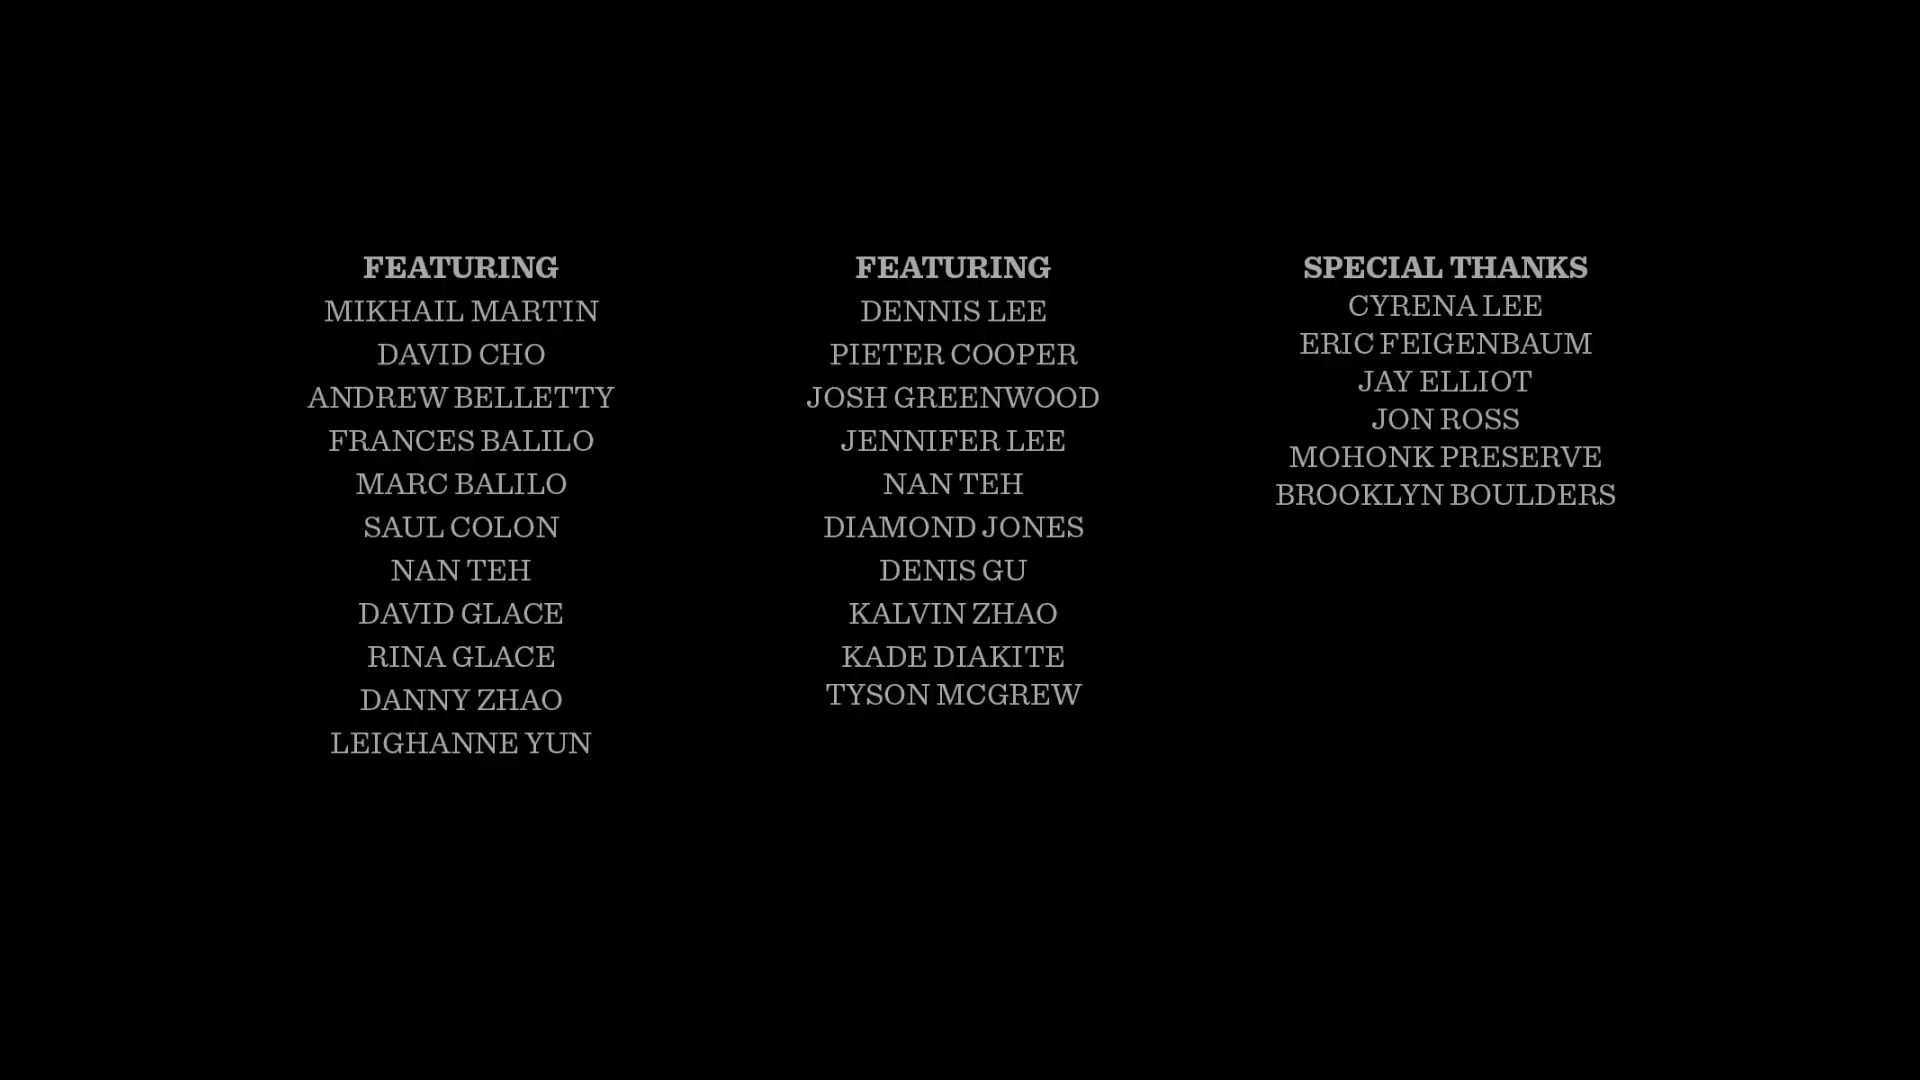 FEATURING
MIKHAIL MARTIN
DAVID CHO
ANDREW BELLETTY
FRANCES BALILO
MARC BALILO
SAUL COLON
NAN TEH
DAVID GLACE
RINA GLACE
DANNY ZHAO
LEIGHANNE YUN
FEATURING
DENNIS LEE
PIETER COOPER
JOSH GREENWOOD
JENNIFER LEE
NAN TEH
DIAMOND JONES
DENIS GU
KALVIN ZHAO
KADE DIAKITE
TYSON MCGREW
SPECIAL THANKS
CYRENA LEE
ERIC FEIGENBAUM
JAY ELLIOT
JON ROSS
MOHONK PRESERVE
BROOKLYN BOULDERS